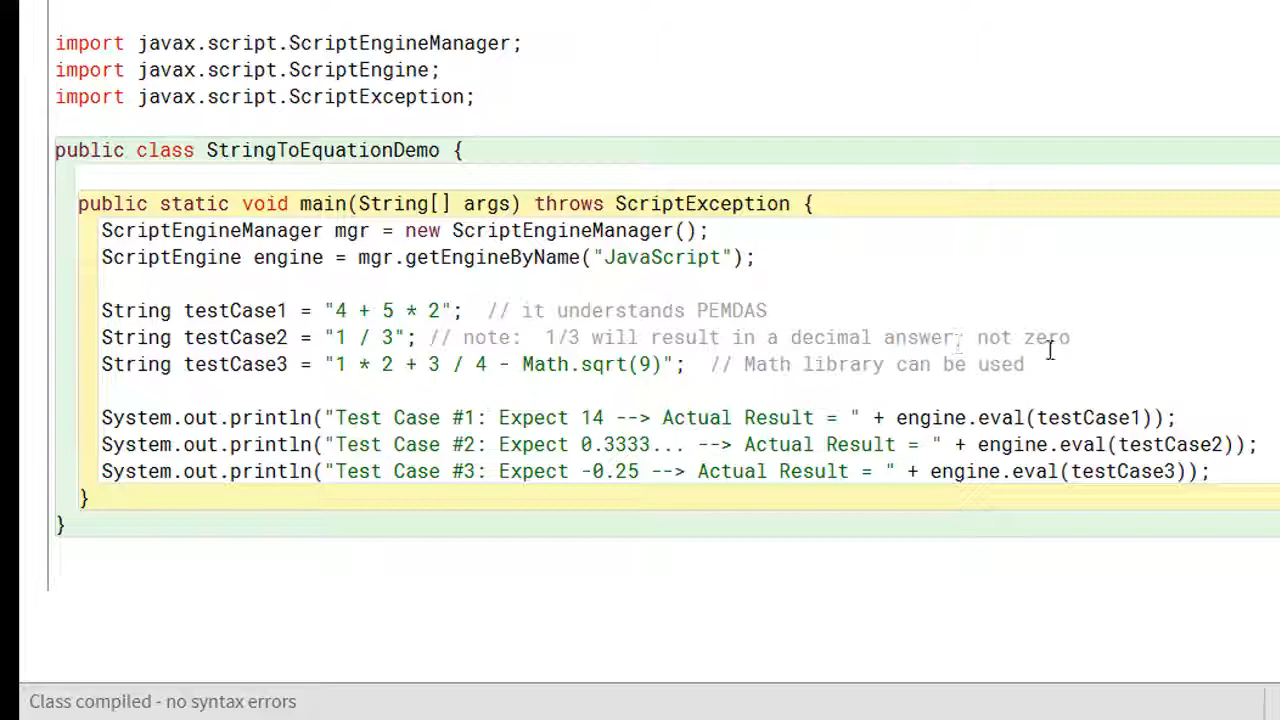 import javax.script.ScriptEngineManager;
import javax.script.ScriptEngine;
import javax.script.ScriptException;
public class StringToEquationDemo {
public static void main(String[] args) throws ScriptException {
ScriptEngineManager mgr = new ScriptEngineManager();
ScriptEngine engine = mgr.getEngineByName("JavaScript");
String testCase1 = "4 + 5 * 2";  // it understands PEMDAS
String testCase2 = "1 / 3"; // note:  1/3 will result in a decimal answer, not zero
String testCase3 = "1 * 2 + 3 / 4 - Math.sqrt(9)";  // Math library can be used
System.out.println("Test Case #1: Expect 14 --> Actual Result = " + engine.eval(testCase1));
System.out.println("Test Case #2: Expect 0.3333... --> Actual Result = " + engine.eval(testCase2));
System.out.println("Test Case #3: Expect -0.25 --> Actual Result = " + engine.eval(testCase3));
}
}
Class compiled - no syntax errors